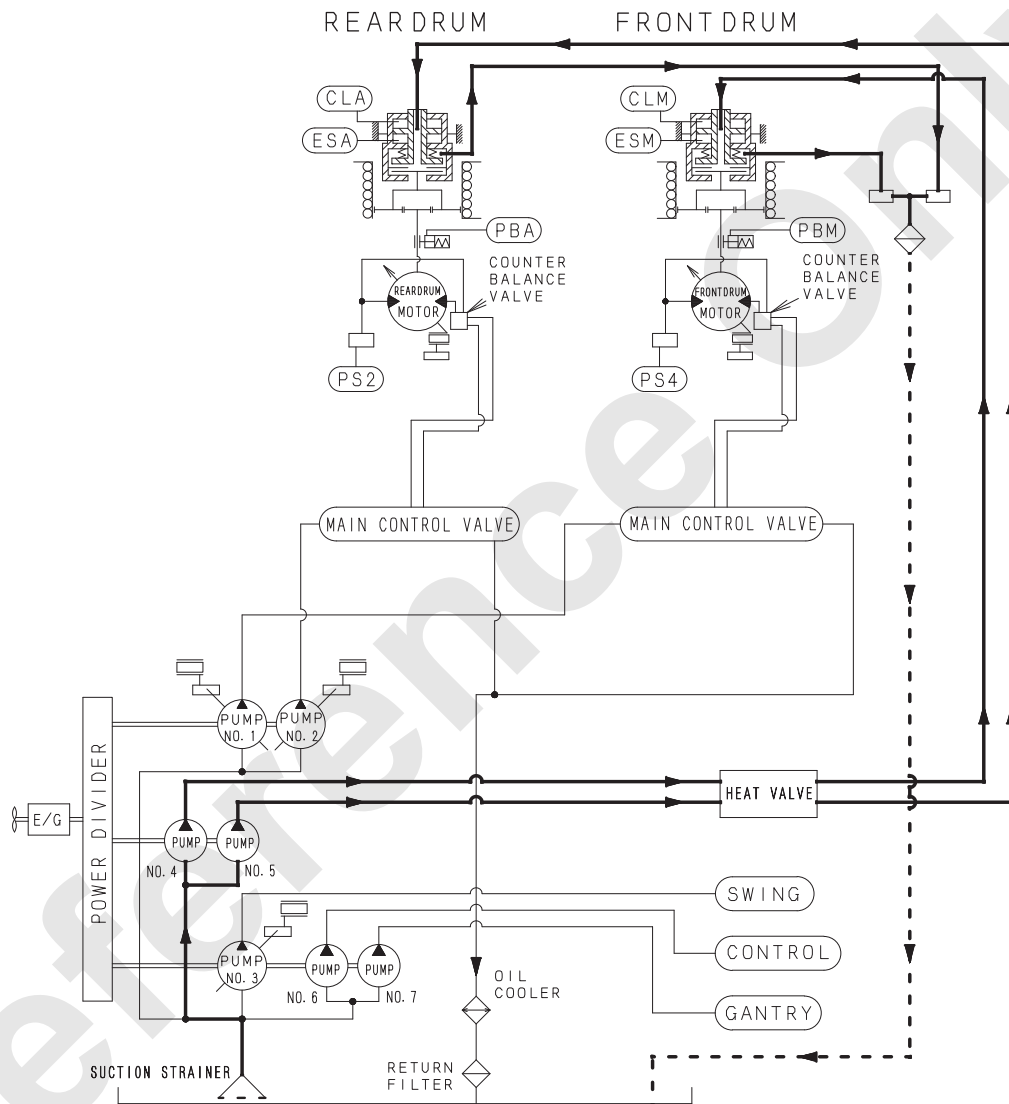 REAR DRUM
FRONT DRUM
CLA
ESA
CLM
ESM
PBA
PBM
COUNTER
BALANCE
VALVE
COUNTER
BALANCE
VALVE
REARDRUM
MOTOR
FRONTDRUM
MOTOR
PS2
PS4
MAIN CONTROL VALVE
MAIN CONTROL VALVE
PUMP
NO. 1
PUMP
NO. 2
POWER DIVIDER
E/G
HEAT VALVE
PUMP
NO. 4
PUMP
NO. 5
SWING
PUMP
NO. 3
PUMP
NO. 6
PUMP
NO. 7
CONTROL
OIL
COOLER
GANTRY
SUCTION STRAINER
RETURN
FILTER
eference Only